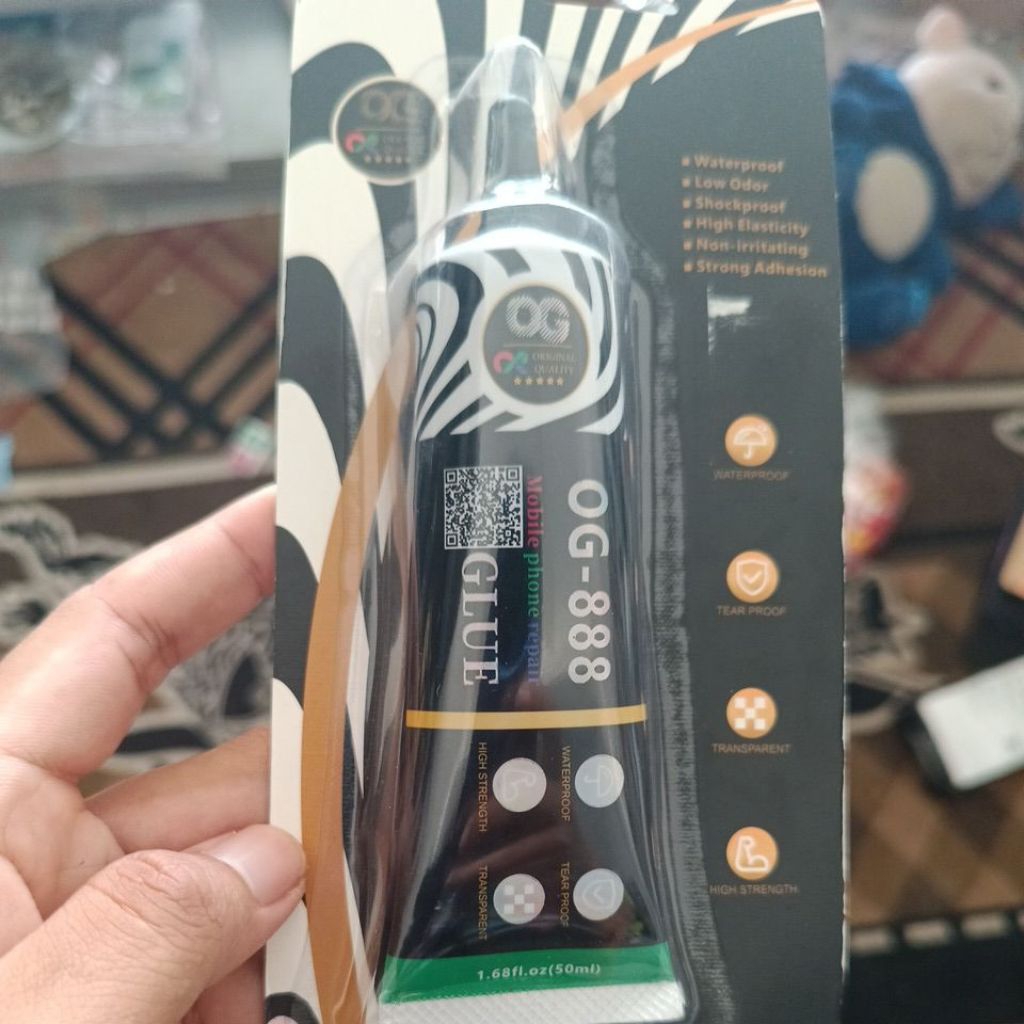 OG
Waterproof
Low Odor
Shockproof
High Elasticity
Non-irritating
Strong Adhesion
OG
ORIGINAL
QUALITY
OG-888
Mobile phone repair
GLUE
WATERPROOF
TEAR PROOF
TRANSPARENT
HIGH STRENGTH
WATERPROOF
TEAR PROOF
HIGH STRENGTH
TRANSPARENT
1.68fl.oz(50ml)